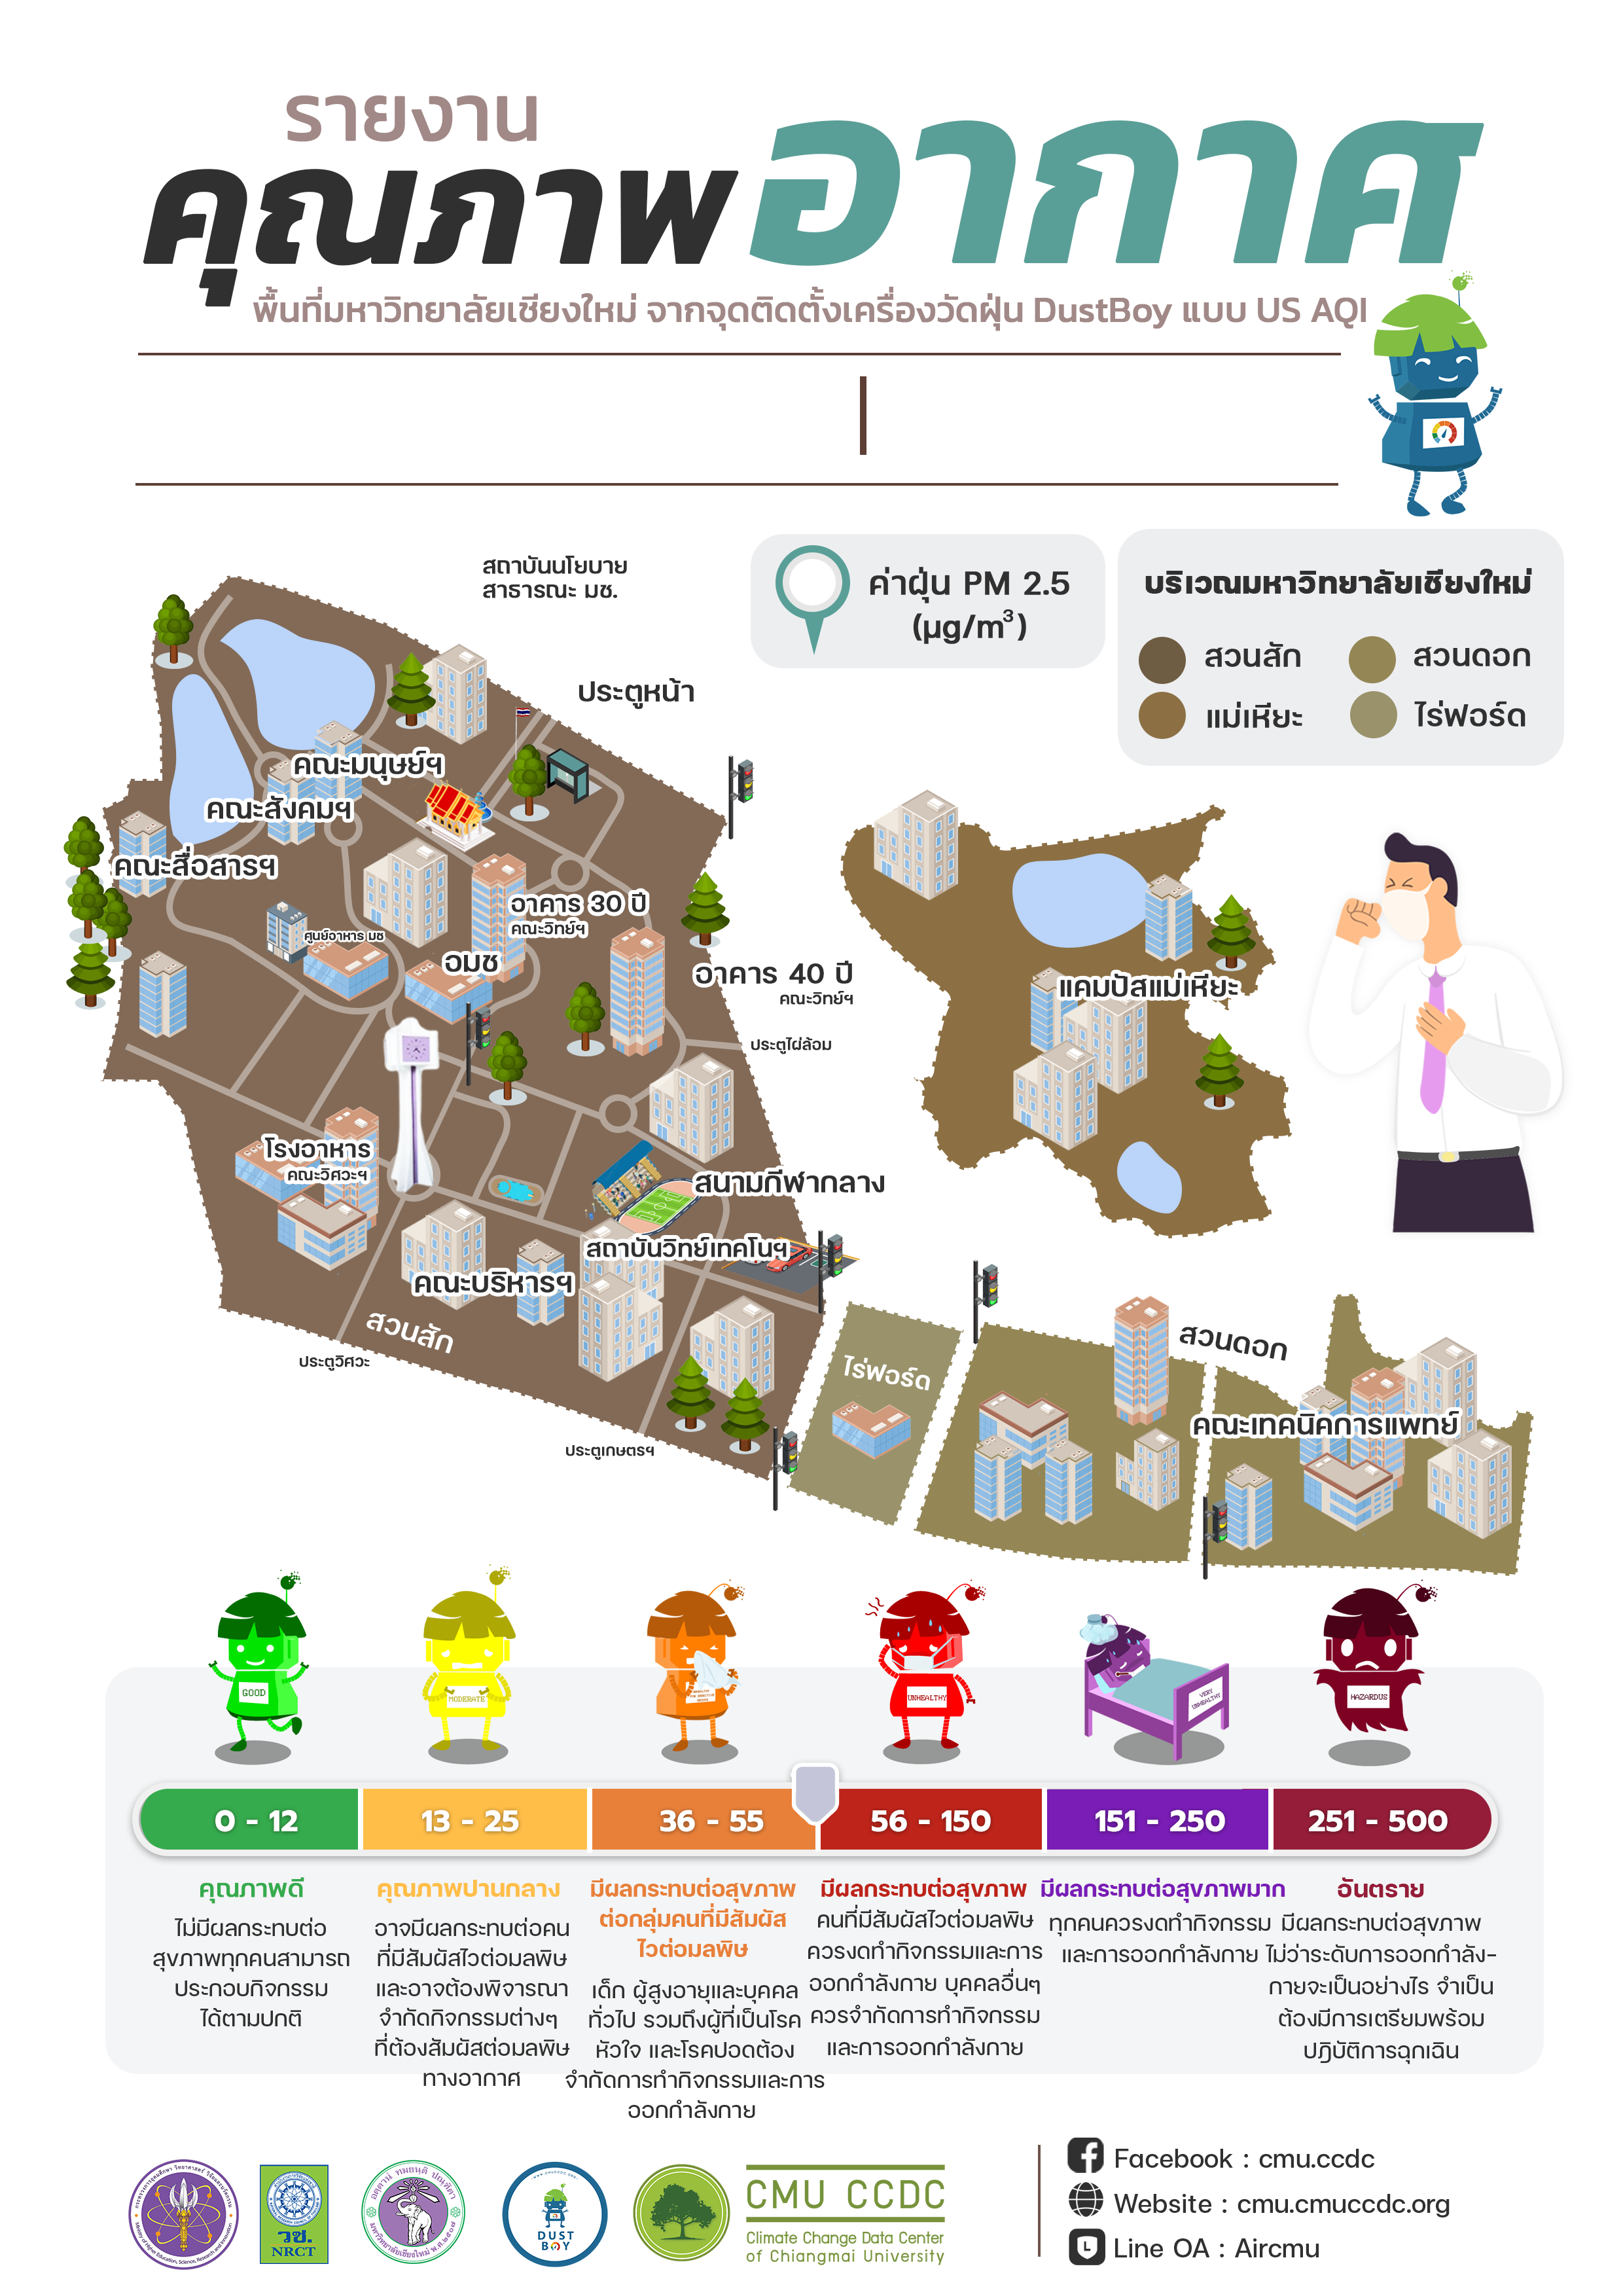 รายงาน
คุณภาพอากาศ
พื้นที่มหาวิทยาลัยเชียงใหม่ จากจุดติดตั้งเครื่องวัดฝุ่น DustBoy แบบ US AQI
สถาบันนโยบาย
สาธารณะ มช.
ค่าฝุ่น PM 2.5
(µg/m³)
บริเวณมหาวิทยาลัยเชียงใหม่
สวนสัก
สวนดอก
แม่เหียะ
ไร่ฟอร์ด
ประตูหน้า
คณะมนุษย์ฯ
คณะสังคมฯ
คณะสื่อสารฯ
อาคาร 30 ปี
คณะวิทย์ฯ
ศูนย์อาหาร มช
อมช
อาคาร 40 ปี
คณะวิทย์ฯ
แคมปัสแม่เหียะ
ประตูไผ่ล้อม
โรงอาหาร
คณะวิศวะฯ
สนามกีฬากลาง
สถาบันวิทย์เทคโนฯ
คณะบริหารฯ
สวนสัก
ประตูวิศวะ
ไร่ฟอร์ด
สวนดอก
คณะเทคนิคการแพทย์
ประตูเกษตรฯ
GOOD
MODERATE
UNHEALTHY
VERY
UNHEALTHY
HAZARDUS
0 - 12
13 - 25
36 - 55
56 - 150
151 - 250
251 - 500
คุณภาพดี
ไม่มีผลกระทบต่อ
สุขภาพทุกคนสามารถ
ประกอบกิจกรรม
ได้ตามปกติ
คุณภาพปานกลาง
อาจมีผลกระทบต่อคน
ที่มีสัมผัสไวต่อมลพิษ
และอาจต้องพิจารณา
จำกัดกิจกรรมต่างๆ
ที่ต้องสัมผัสต่อมลพิษ
ทางอากาศ
มีผลกระทบต่อสุขภาพ
ต่อกลุ่มคนที่มีสัมผัส
ไวต่อมลพิษ
เด็ก ผู้สูงอายุและบุคคล
ทั่วไป รวมถึงผู้ที่เป็นโรค
หัวใจ และโรคปอดต้อง
จำกัดการทำกิจกรรมและการ
ออกกำลังกาย
มีผลกระทบต่อสุขภาพ
คนที่มีสัมผัสไวต่อมลพิษ
ควรงดทำกิจกรรมและการ
ออกกำลังกาย บุคคลอื่นๆ
ควรจำกัดการทำกิจกรรม
และการออกกำลังกาย
มีผลกระทบต่อสุขภาพมาก
ทุกคนควรงดทำกิจกรรม
และการออกกำลังกาย
อันตราย
มีผลกระทบต่อสุขภาพ
ไม่ว่าระดับการออกกำลัง-
กายจะเป็นอย่างไร จำเป็น
ต้องมีการเตรียมพร้อม
ปฏิบัติการฉุกเฉิน
วช.
NRCT
อตฺตานํ ทมยนฺติ ปณฺฑิตา
มหาวิทยาลัยเชียงใหม่ พ.ศ.๒๕๐๗
DUST
BOY
CMU CCDC
Climate Change Data Center
of Chiangmai University
Facebook : cmu.ccdc
Website : cmu.cmuccdc.org
Line OA : Aircmu